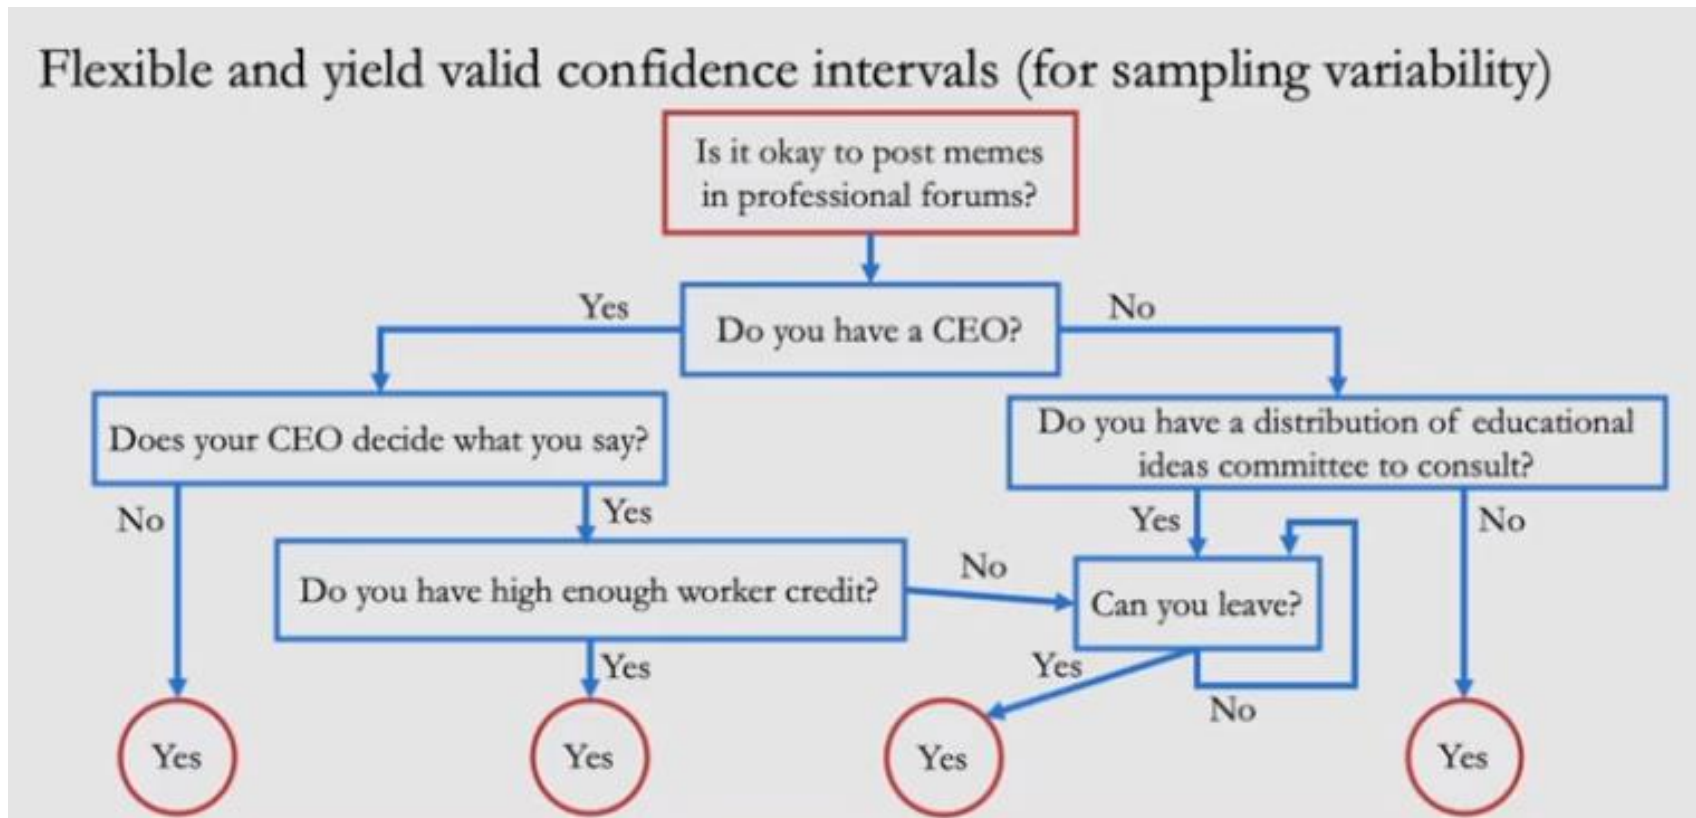 Flexible and yield valid confidence intervals (for sampling variability)
Is it okay to post memes
in professional forums?
Yes
Do you have a CEO?
No
Does your CEO decide what you say?
Do you have a distribution of educational
ideas committee to consult?
No
Yes
Yes
No
Do you have high enough worker credit?
No
Can you leave?
Yes
Yes
No
Yes
Yes
Yes
Yes